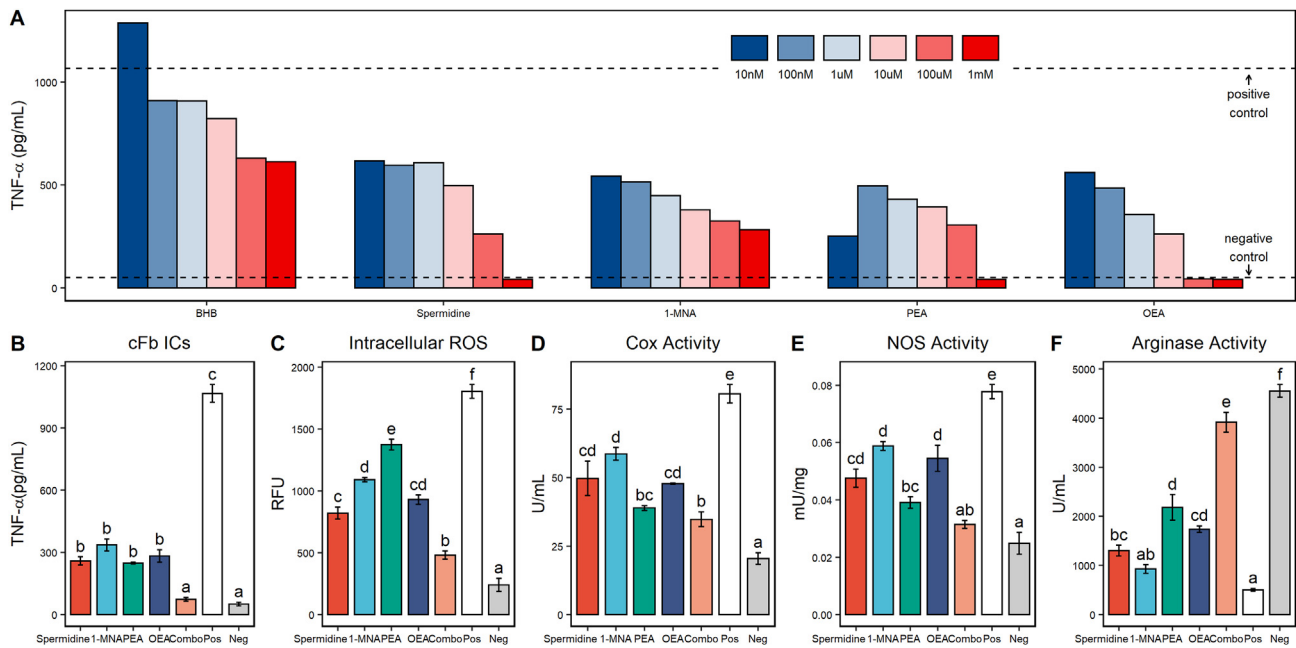 A
TNF-α (pg/mL)
1000
500
0
10nM 100nM 1uM 10uM 100uM 1mM
positive
control
negative
control
BHB Spermidine 1-MNA PEA OEA
B cFb ICs
TNF-α(pg/mL)
1200
900
600
300
0
b b b b a c a
Spermidine 1-MNA PEA OEA Combo Pos Neg
C Intracellular ROS
RFU
2000
1500
1000
500
0
c d e cd b f a
Spermidine 1-MNA PEA OEA Combo Pos Neg
D Cox Activity
U/mL
75
50
25
0
cd d bc cd b e a
Spermidine 1-MNA PEA OEA Combo Pos Neg
E NOS Activity
mU/mg
0.08
0.06
0.04
0.02
0.00
cd d bc d ab e a
Spermidine 1-MNA PEA OEA Combo Pos Neg
F Arginase Activity
U/mL
5000
4000
3000
2000
1000
0
bc ab d cd e a f
Spermidine 1-MNA PEA OEA Combo Pos Neg